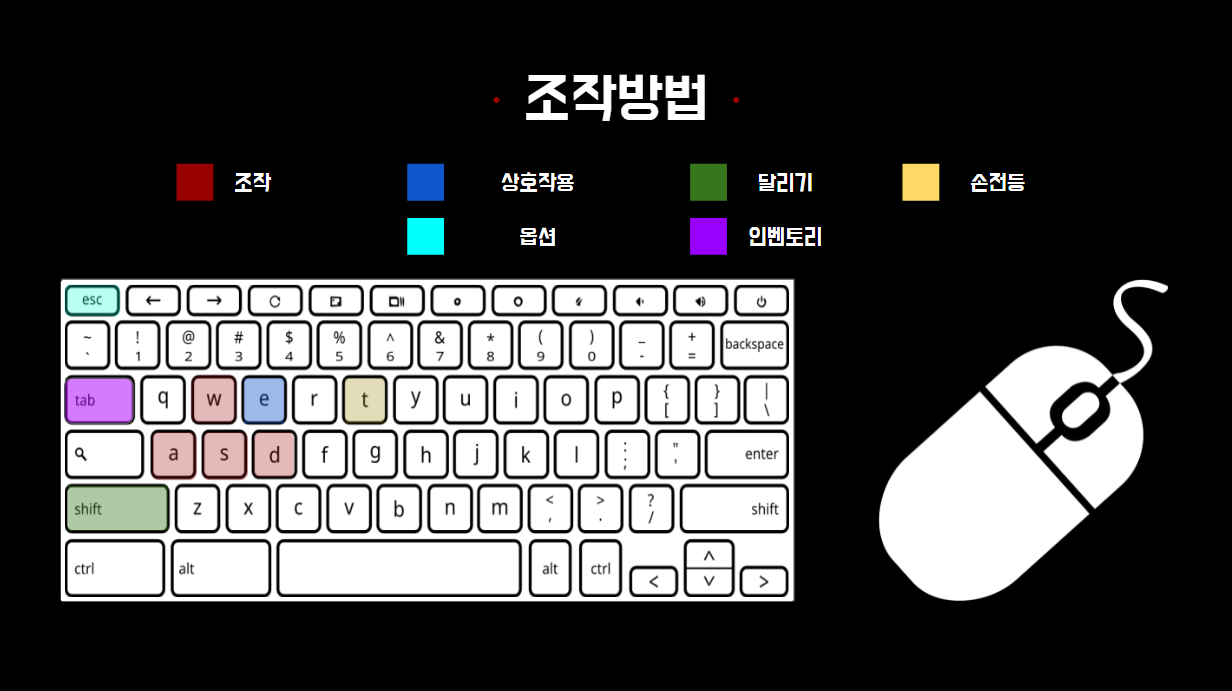 조작방법
조작 상호작용 달리기 손전등
옵션 인벤토리
esc ← →
~ ! @ # $ % ^ & * ( ) _ +
` 1 2 3 4 5 6 7 8 9 0 - = backspace
tab q w e r t y u i o p { } |
[ ] \
a s d f g h j k l : " enter
; '
shift z x c v b n m < > ? shift
, . /
ctrl alt alt ctrl < ^ v >